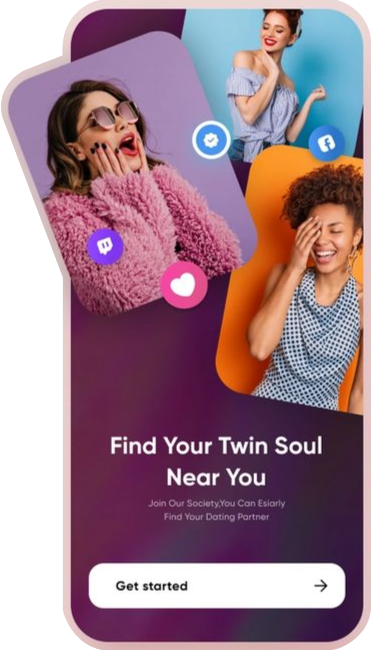 Find Your Twin Soul
Near You
Join Our Society,You Can Esiarly
Find Your Dating Partner
Get started